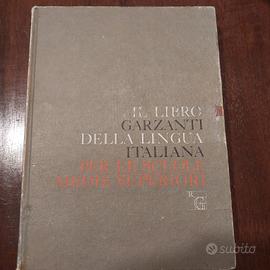 IL LIBRO
GARZANTI
DELLA LINGUA
ITALIANA
PER LE SCUOLE
MEDIE SUPERIORI
G
subito